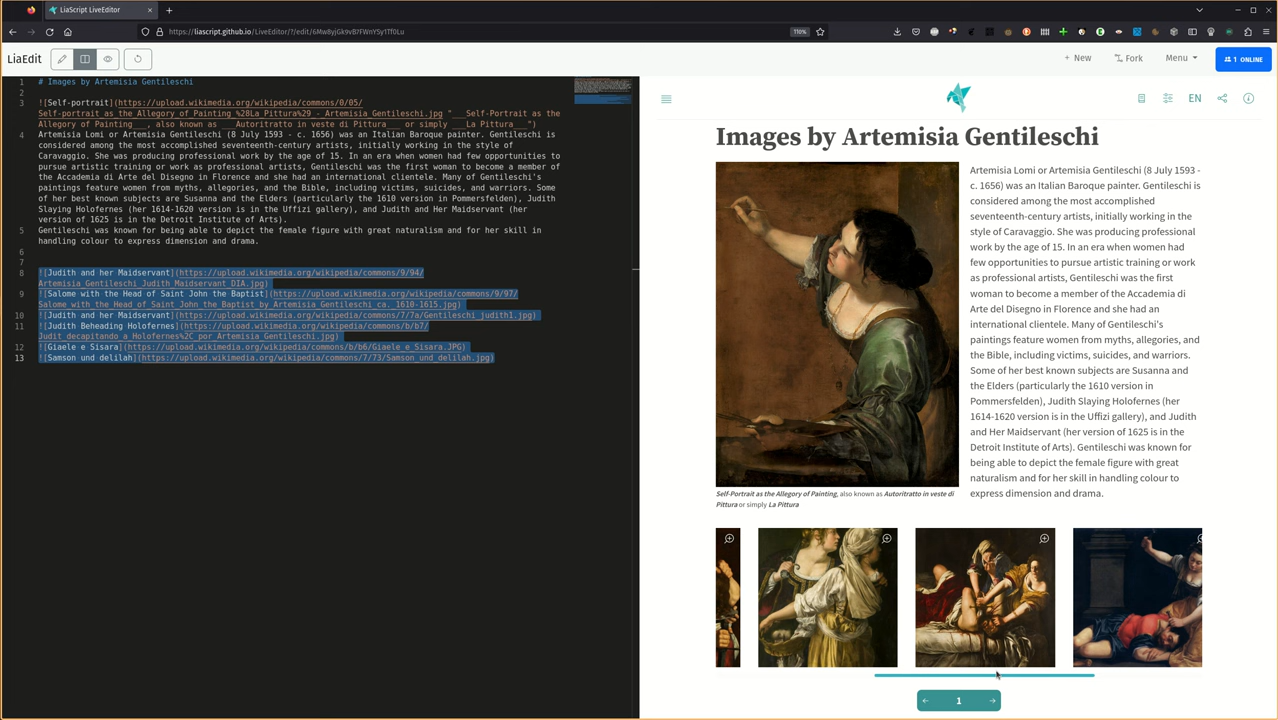 LiaScript LiveEditor
https://liascript.github.io/LiveEditor/?/edit/6Mw8yjGk9vB7FWnY5y1Tf0Lu
110%
LiaEdit
New
Fork
Menu
1 ONLINE
1 # Images by Artemisia Gentileschi
2
3 ![Self-portrait](https://upload.wikimedia.org/wikipedia/commons/0/05/
Self-portrait_as_the_Allegory_of_Painting_%28La_Pittura%29_-_Artemisia_Gentileschi.jpg "___Self-Portrait as the
Allegory of Painting___, also known as ___Autoritratto in veste di Pittura___ or simply ___La Pittura___")
4 Artemisia Lomi or Artemisia Gentileschi (8 July 1593 - c. 1656) was an Italian Baroque painter. Gentileschi is
considered among the most accomplished seventeenth-century artists, initially working in the style of
Caravaggio. She was producing professional work by the age of 15. In an era when women had few opportunities to
pursue artistic training or work as professional artists, Gentileschi was the first woman to become a member of
the Accademia di Arte del Disegno in Florence and she had an international clientele. Many of Gentileschi's
paintings feature women from myths, allegories, and the Bible, including victims, suicides, and warriors. Some
of her best known subjects are Susanna and the Elders (particularly the 1610 version in Pommersfelden), Judith
Slaying Holofernes (her 1614-1620 version is in the Uffizi gallery), and Judith and Her Maidservant (her
version of 1625 is in the Detroit Institute of Arts).
5 Gentileschi was known for being able to depict the female figure with great naturalism and for her skill in
handling colour to express dimension and drama.
6
7
8 ![Judith and her Maidservant](https://upload.wikimedia.org/wikipedia/commons/9/94/
Artemisia_Gentileschi_Judith_Maidservant_DIA.jpg)
9 ![Salome with the Head of Saint John the Baptist](https://upload.wikimedia.org/wikipedia/commons/9/97/
Salome_with_the_Head_of_Saint_John_the_Baptist_by_Artemisia_Gentileschi_ca._1610-1615.jpg)
10 ![Judith and her Maidservant](https://upload.wikimedia.org/wikipedia/commons/7/7a/Gentileschi_judith1.jpg)
11 ![Judith Beheading Holofernes](https://upload.wikimedia.org/wikipedia/commons/b/b7/
Judit_decapitando_a_Holofernes%2C_por_Artemisia_Gentileschi.jpg)
12 ![Giaele e Sisara](https://upload.wikimedia.org/wikipedia/commons/b/b6/Giaele_e_Sisara.JPG)
13 ![Samson und delilah](https://upload.wikimedia.org/wikipedia/commons/7/73/Samson_und_delilah.jpg)
EN
Images by Artemisia Gentileschi
Artemisia Lomi or Artemisia Gentileschi (8 July 1593 -
c. 1656) was an Italian Baroque painter. Gentileschi is
considered among the most accomplished
seventeenth-century artists, initially working in the
style of Caravaggio. She was producing professional
work by the age of 15. In an era when women had
few opportunities to pursue artistic training or work
as professional artists, Gentileschi was the first
woman to become a member of the Accademia di
Arte del Disegno in Florence and she had an
international clientele. Many of Gentileschi's
paintings feature women from myths, allegories, and
the Bible, including victims, suicides, and warriors.
Some of her best known subjects are Susanna and
the Elders (particularly the 1610 version in
Pommersfelden), Judith Slaying Holofernes (her
1614-1620 version is in the Uffizi gallery), and Judith
and Her Maidservant (her version of 1625 is in the
Detroit Institute of Arts). Gentileschi was known for
being able to depict the female figure with great
naturalism and for her skill in handling colour to
express dimension and drama.
Self-Portrait as the Allegory of Painting, also known as Autoritratto in veste di
Pittura or simply La Pittura
1